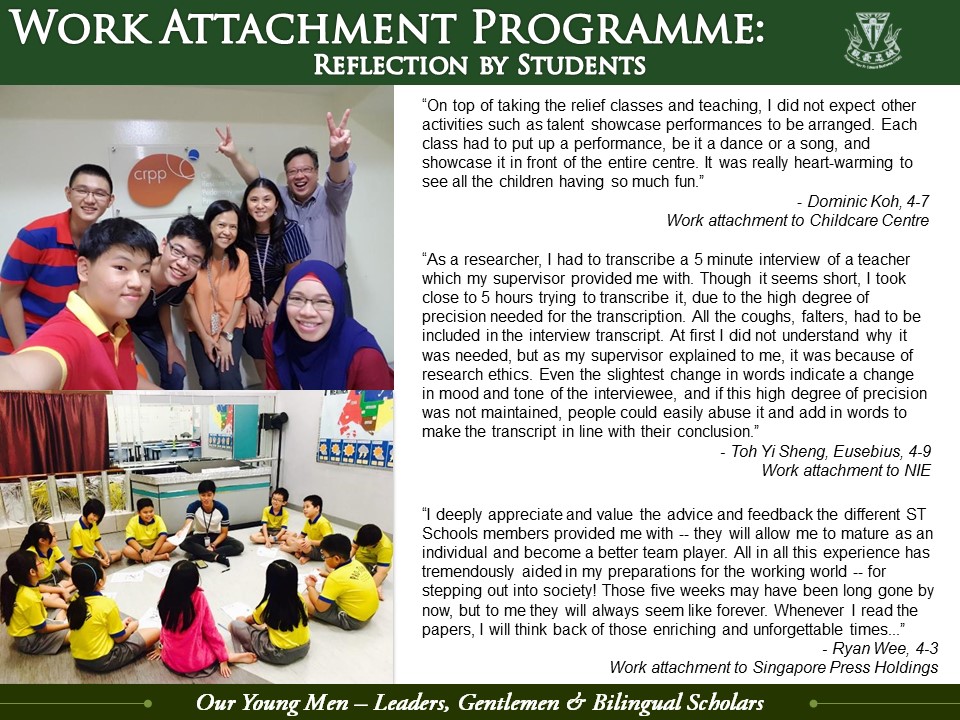 WORK ATTACHMENT PROGRAMME:
REFLECTION BY STUDENTS
crpp
“On top of taking the relief classes and teaching, I did not expect other
activities such as talent showcase performances to be arranged. Each
class had to put up a performance, be it a dance or a song, and
showcase it in front of the entire centre. It was really heart-warming to
see all the children having so much fun.”
- Dominic Koh, 4-7
Work attachment to Childcare Centre
“As a researcher, I had to transcribe a 5 minute interview of a teacher
which my supervisor provided me with. Though it seems short, I took
close to 5 hours trying to transcribe it, due to the high degree of
precision needed for the transcription. All the coughs, falters, had to be
included in the interview transcript. At first I did not understand why it
was needed, but as my supervisor explained to me, it was because of
research ethics. Even the slightest change in words indicate a change
in mood and tone of the interviewee, and if this high degree of precision
was not maintained, people could easily abuse it and add in words to
make the transcript in line with their conclusion.”
- Toh Yi Sheng, Eusebius, 4-9
Work attachment to NIE
“I deeply appreciate and value the advice and feedback the different ST
Schools members provided me with -- they will allow me to mature as an
individual and become a better team player. All in all this experience has
tremendously aided in my preparations for the working world -- for
stepping out into society! Those five weeks may have been long gone by
now, but to me they will always seem like forever. Whenever I read the
papers, I will think back of those enriching and unforgettable times...”
- Ryan Wee, 4-3
Work attachment to Singapore Press Holdings
Our Young Men – Leaders, Gentlemen & Bilingual Scholars